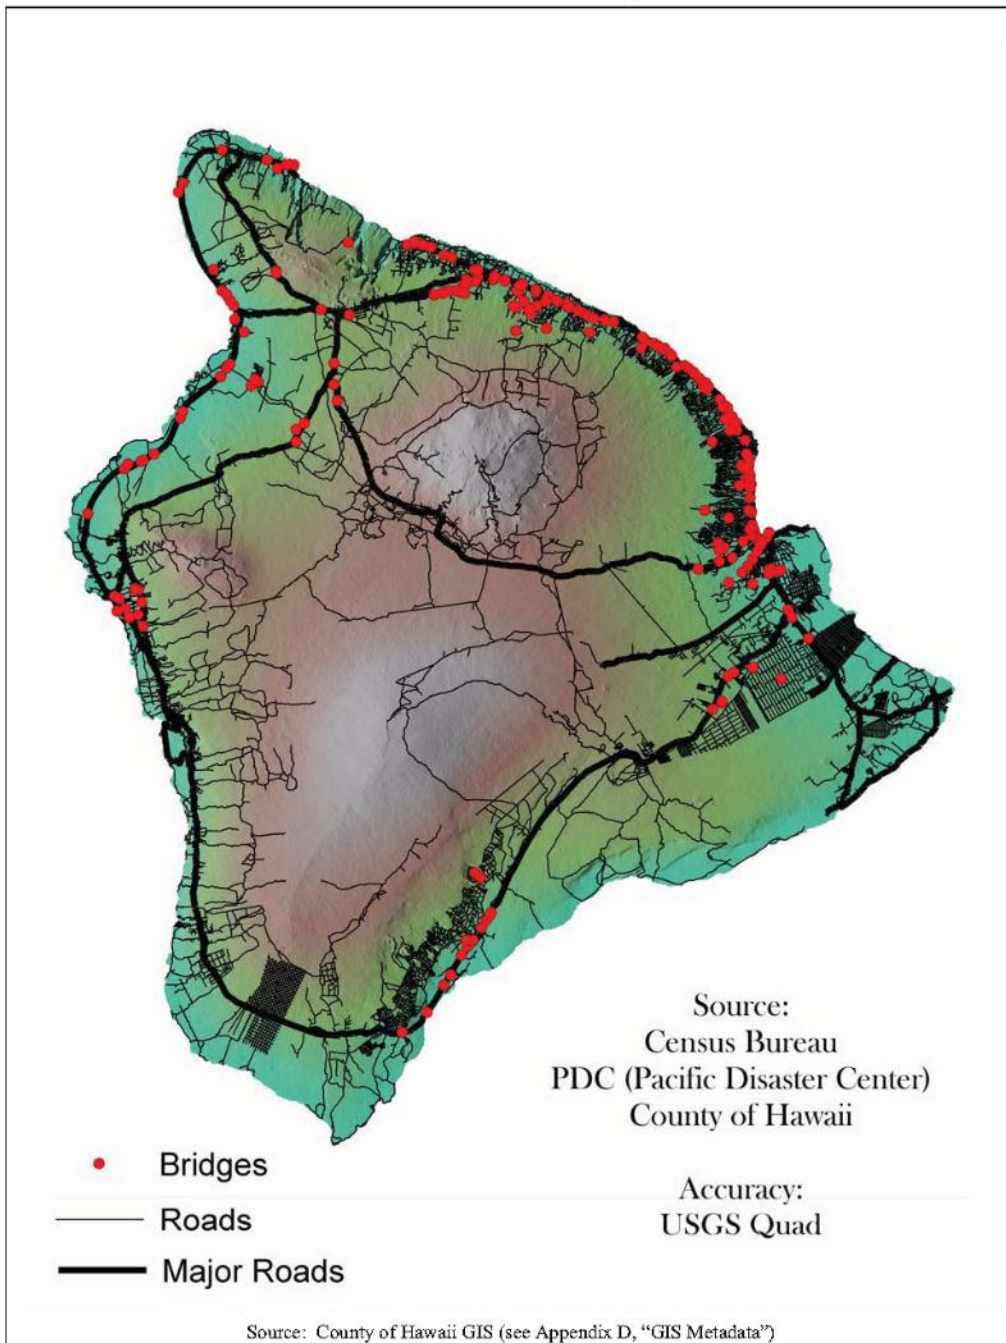 Source:
Census Bureau
PDC (Pacific Disaster Center)
County of Hawaii
Accuracy:
USGS Quad
Bridges
Roads
Major Roads
Source: County of Hawaii GIS (see Appendix D, “GIS Metadata”)